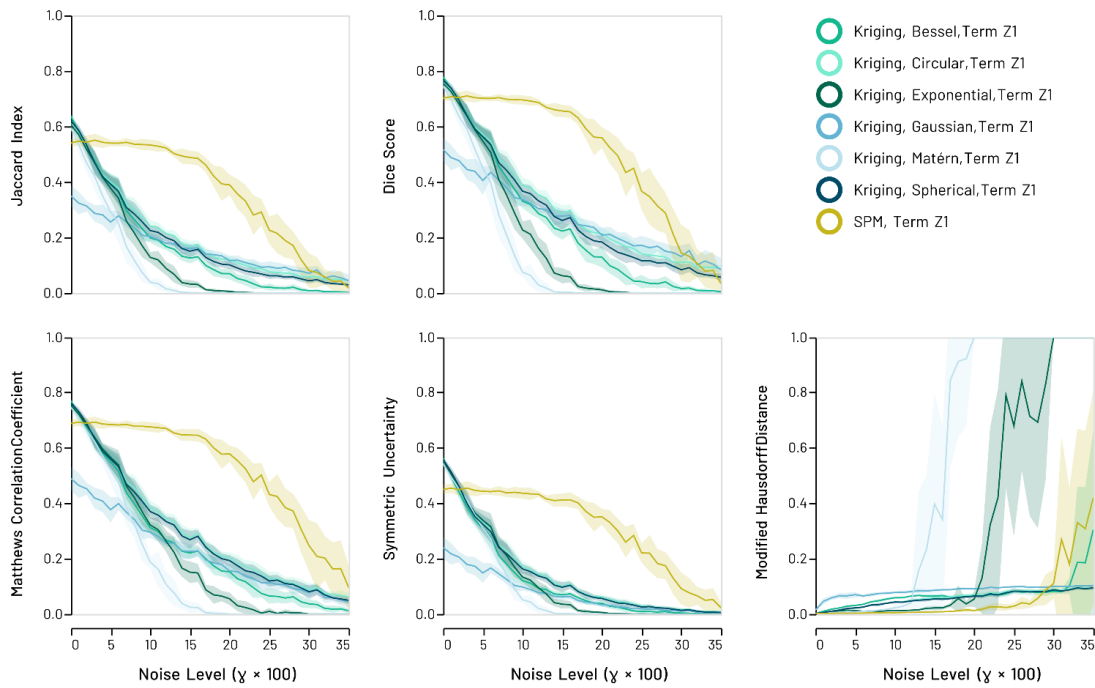 1.0
0.8
0.6
0.4
0.2
0.0
Jaccard Index
1.0
0.8
0.6
0.4
0.2
0.0
Dice Score
Kriging, Bessel,Term Z1
Kriging, Circular,Term Z1
Kriging, Exponential,Term Z1
Kriging, Gaussian,Term Z1
Kriging, Matérn,Term Z1
Kriging, Spherical,Term Z1
SPM, Term Z1
1.0
0.8
0.6
0.4
0.2
0.0
Matthews CorrelationCoefficient
0 5 10 15 20 25 30 35
Noise Level (γ × 100)
1.0
0.8
0.6
0.4
0.2
0.0
Symmetric Uncertainty
0 5 10 15 20 25 30 35
Noise Level (γ × 100)
1.0
0.8
0.6
0.4
0.2
0.0
Modified HausdorffDistance
0 5 10 15 20 25 30 35
Noise Level (γ × 100)